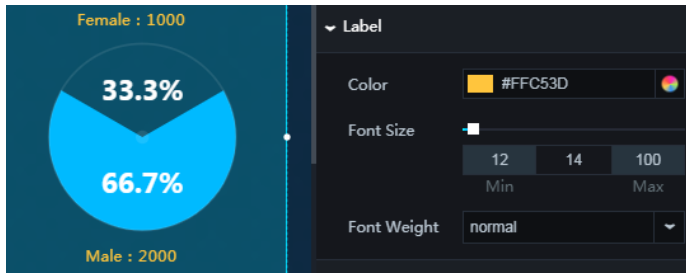 Female : 1000
33.3%
66.7%
Male : 2000
Label
Color #FFC53D
Font Size
12 14 100
Min Max
Font Weight normal